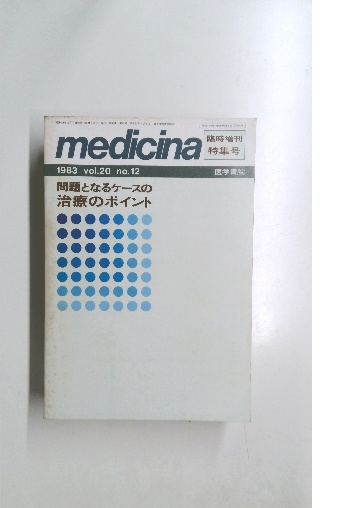 medicina
臨時増刊
特集号
1983 vol.20 no.12
医学書院
問題となるケースの
治療のポイント